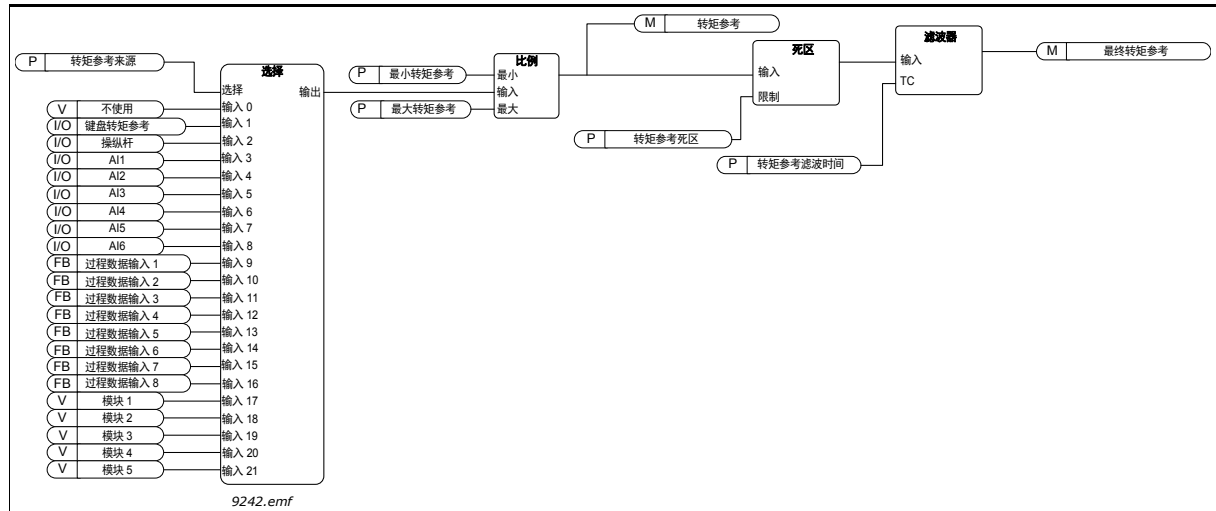 M 转矩参考
P 转矩参考来源
选择
选择
输出
V 不使用 输入 0
I/O 键盘转矩参考 输入 1
I/O 操纵杆 输入 2
I/O AI1 输入 3
I/O AI2 输入 4
I/O AI3 输入 5
I/O AI4 输入 6
I/O AI5 输入 7
I/O AI6 输入 8
FB 过程数据输入 1 输入 9
FB 过程数据输入 2 输入 10
FB 过程数据输入 3 输入 11
FB 过程数据输入 4 输入 12
FB 过程数据输入 5 输入 13
FB 过程数据输入 6 输入 14
FB 过程数据输入 7 输入 15
FB 过程数据输入 8 输入 16
V 模块 1 输入 17
V 模块 2 输入 18
V 模块 3 输入 19
V 模块 4 输入 20
V 模块 5 输入 21
9242.emf
比例
P 最小转矩参考 最小
输入
P 最大转矩参考 最大
死区
输入
限制
P 转矩参考死区
滤波器
输入
TC
P 转矩参考滤波时间
M 最终转矩参考